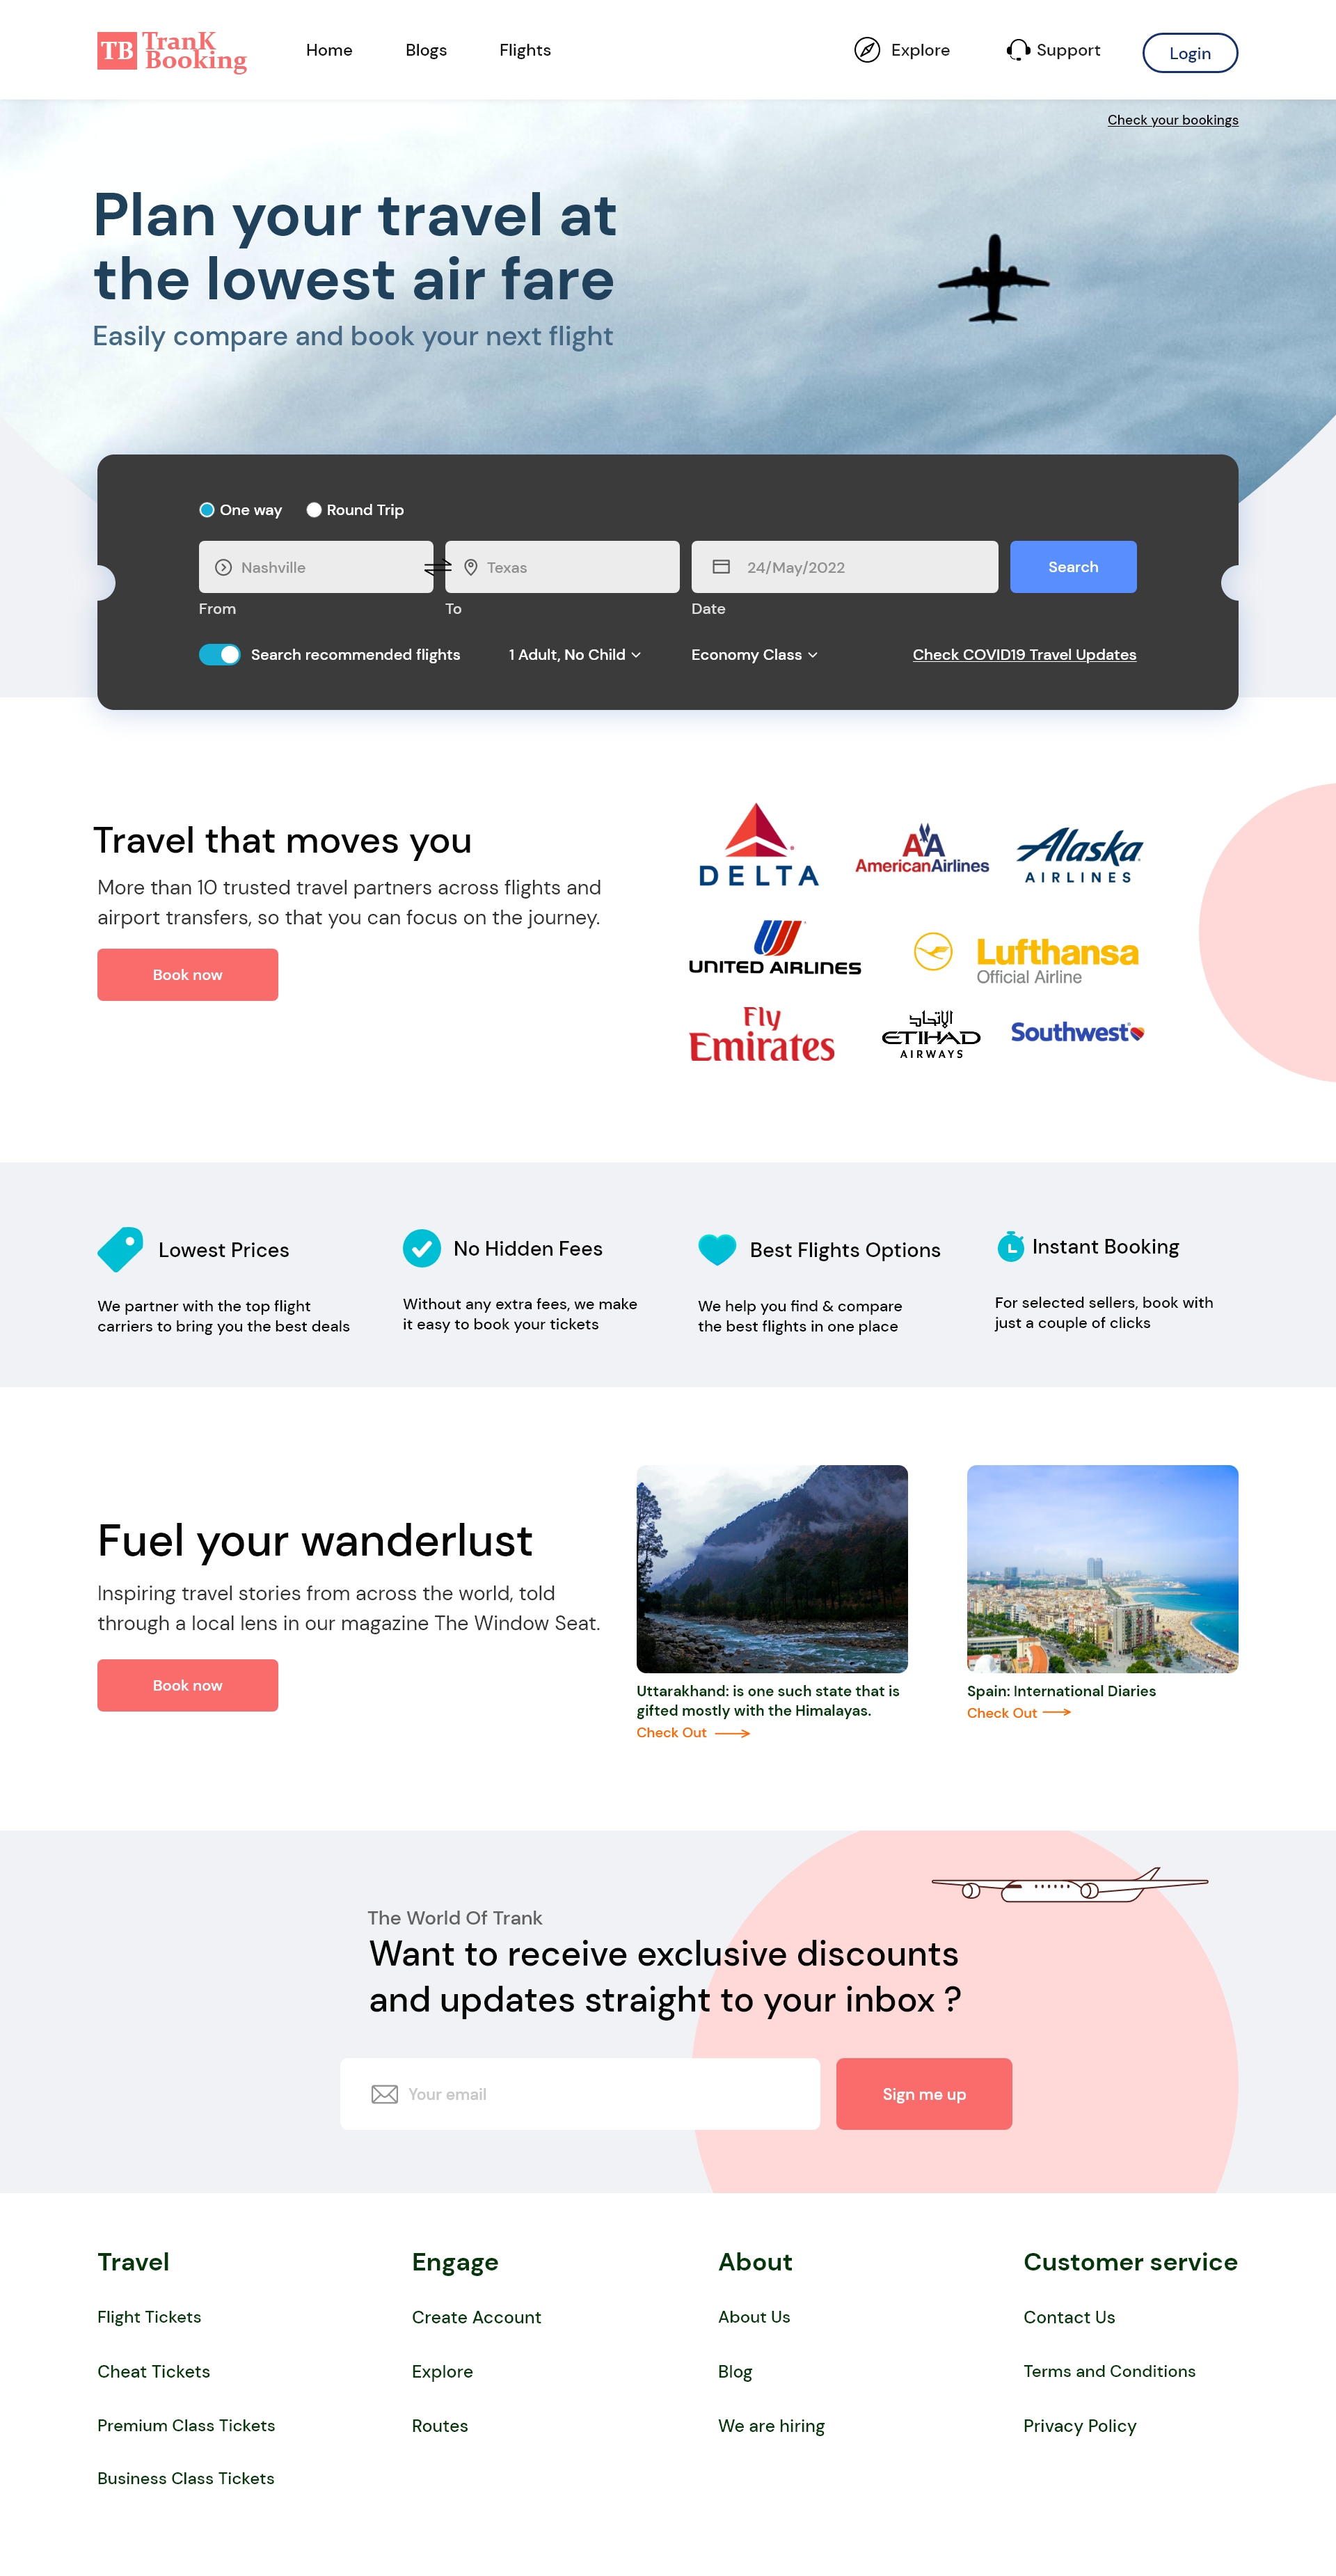 TB TranK
Booking
Home
Blogs
Flights
Explore
Support
Login
Check your bookings
Plan your travel at
the lowest air fare
Easily compare and book your next flight
One way
Round Trip
Nashville
Texas
24/May/2022
Search
From
To
Date
Search recommended flights
1 Adult, No Child
Economy Class
Check COVID19 Travel Updates
Travel that moves you
More than 10 trusted travel partners across flights and
airport transfers, so that you can focus on the journey.
Book now
DELTA
AA
AmericanAirlines
Alaska
AIRLINES
UNITED AIRLINES
Lufthansa
Official Airline
Fly
Emirates
الإتحاد
ETIHAD
AIRWAYS
Southwest
Lowest Prices
We partner with the top flight
carriers to bring you the best deals
No Hidden Fees
Without any extra fees, we make
it easy to book your tickets
Best Flights Options
We help you find & compare
the best flights in one place
Instant Booking
For selected sellers, book with
just a couple of clicks
Fuel your wanderlust
Inspiring travel stories from across the world, told
through a local lens in our magazine The Window Seat.
Book now
Uttarakhand: is one such state that is
gifted mostly with the Himalayas.
Check Out
Spain: International Diaries
Check Out
The World Of Trank
Want to receive exclusive discounts
and updates straight to your inbox ?
Your email
Sign me up
Travel
Flight Tickets
Cheat Tickets
Premium Class Tickets
Business Class Tickets
Engage
Create Account
Explore
Routes
About
About Us
Blog
We are hiring
Customer service
Contact Us
Terms and Conditions
Privacy Policy